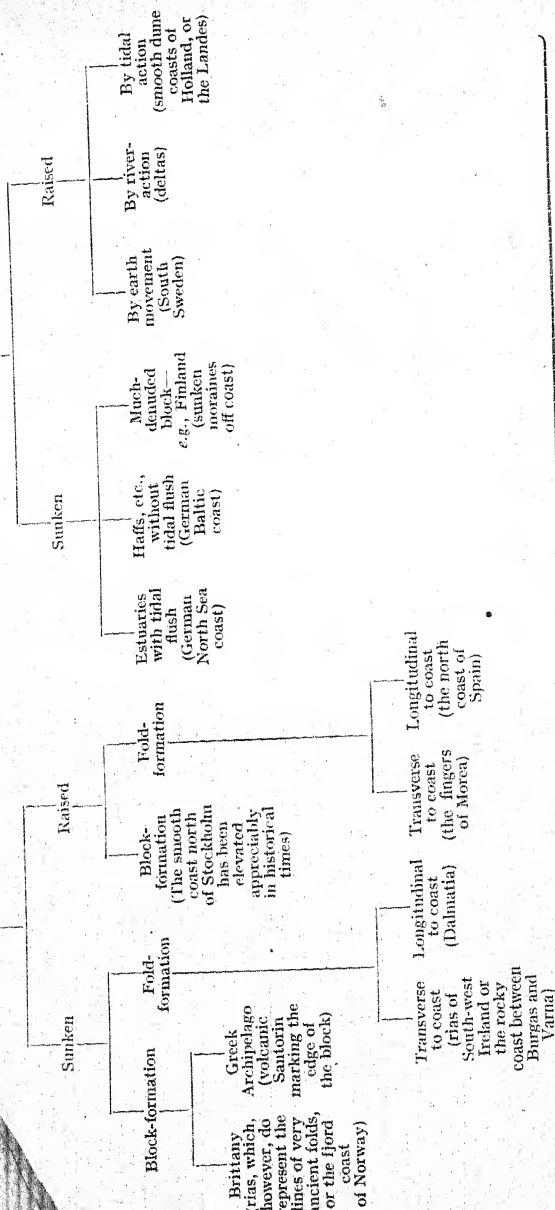 Sunken
Raised
Block-formation
Fold-
formation
Block-
formation
(The smooth
coast north
of Stockholm
has been
elevated
appreciably
in historical
times)
Fold-
formation
Brittany
rias, which,
however, do
represent the
lines of very
ancient folds,
or the fjord
coast
of Norway)
Greek
Archipelago
(volcanic
Santorin
marking the
edge of
the block)
Transverse
to coast
(rias of
South-west
Ireland or
the rocky
coast between
Burgas and
Varna)
Longitudinal
to coast
(Dalmatia)
Transverse
to coast
(the fingers
of Morea)
Longitudinal
to coast
(the north
coast of
Spain)
Sunken
Raised
Estuaries
with tidal
flush
(German
North Sea
coast)
Haffs, etc.,
without
tidal flush
(German
Baltic
coast)
Much-
denuded
block—
e.g., Finland
(sunken
moraines
off coast)
By earth
movement
(South
Sweden)
By river-
action
(deltas)
By tidal
action
(smooth dune
coasts of
Holland, or
the Landes)